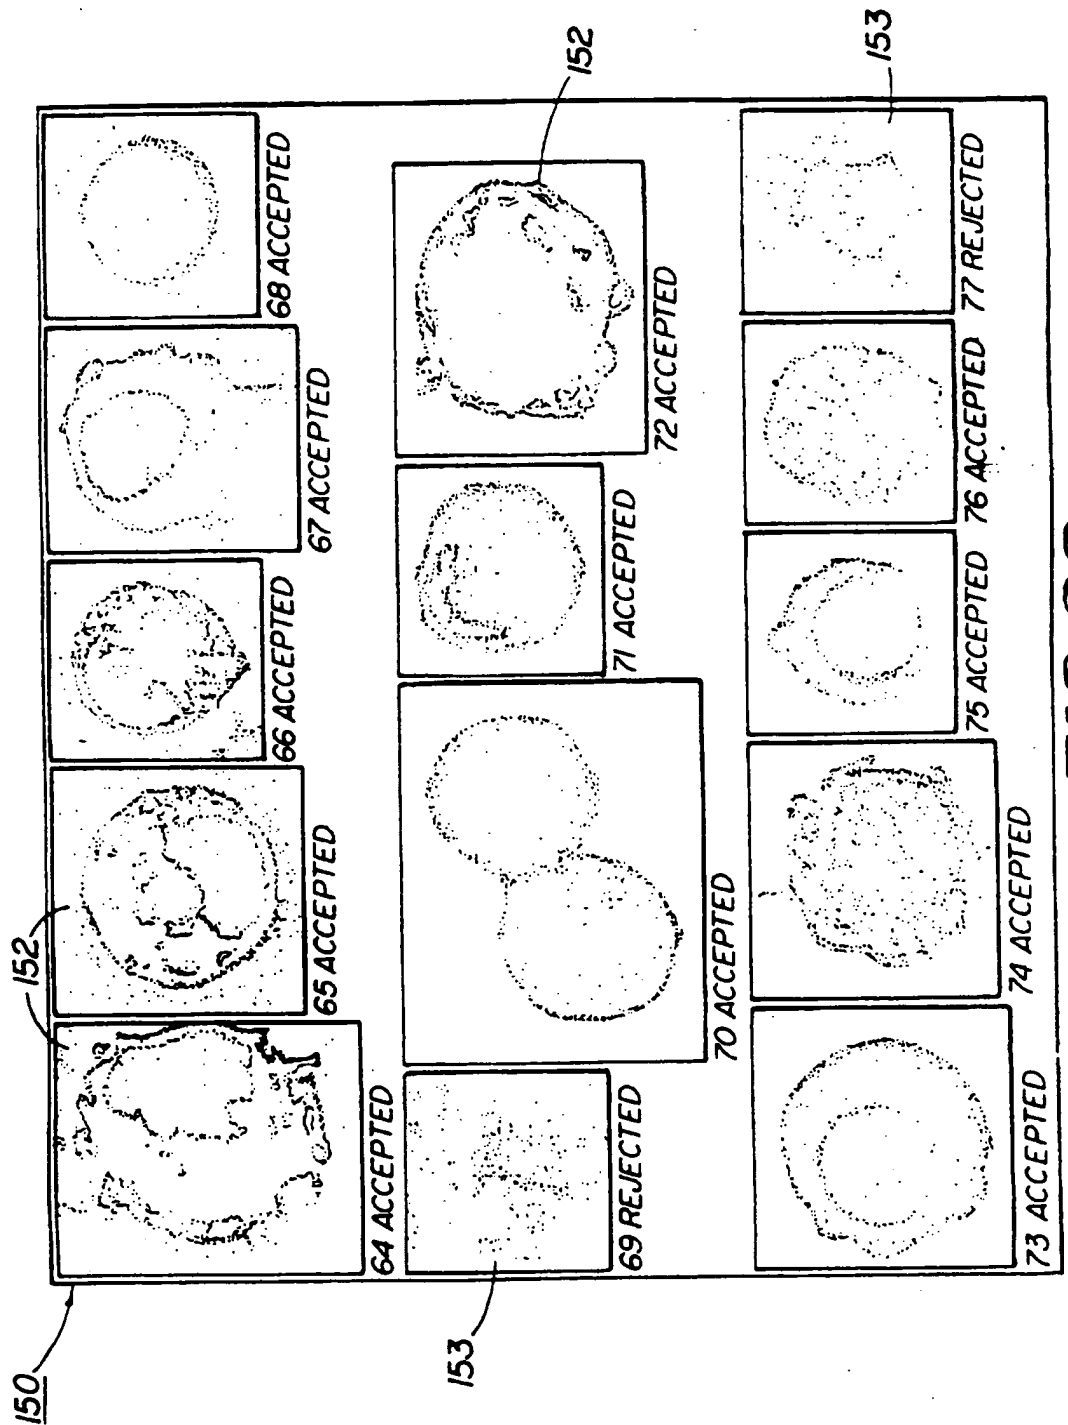 150
152
64 ACCEPTED
65 ACCEPTED
66 ACCEPTED
67 ACCEPTED
68 ACCEPTED
153
69 REJECTED
70 ACCEPTED
71 ACCEPTED
72 ACCEPTED
152
73 ACCEPTED
74 ACCEPTED
75 ACCEPTED
76 ACCEPTED
77 REJECTED
153